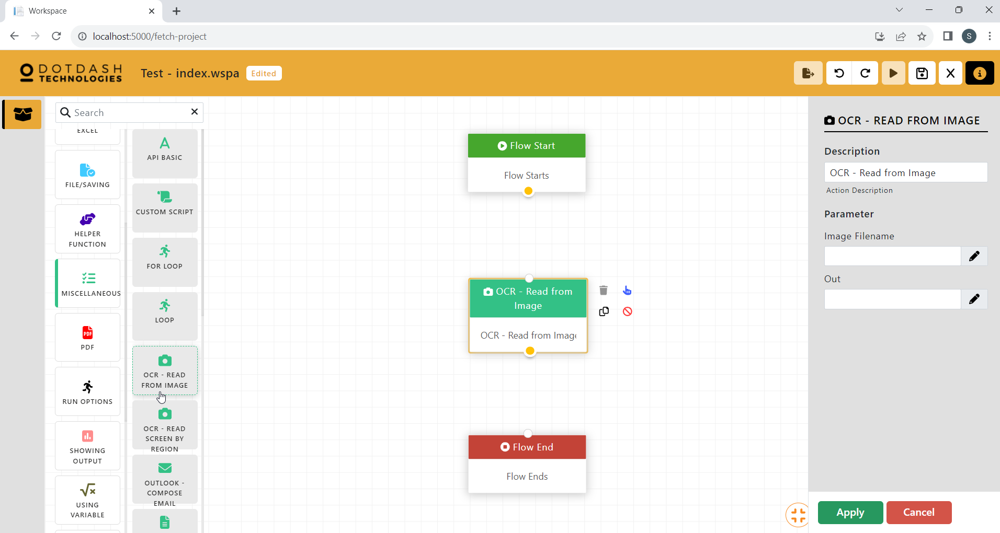 Workspace
localhost:5000/fetch-project
S
DOTDASH
TECHNOLOGIES
Test - index.wspa
Edited
Search
EXCEL
FILE/SAVING
HELPER
FUNCTION
MISCELLANEOUS
PDF
PDF
RUN OPTIONS
SHOWING
OUTPUT
USING
VARIABLE
API BASIC
CUSTOM SCRIPT
FOR LOOP
LOOP
OCR - READ
FROM IMAGE
OCR - READ
SCREEN BY
REGION
OUTLOOK -
COMPOSE
EMAIL
Flow Start
Flow Starts
OCR - Read from
Image
OCR - Read from Image
Flow End
Flow Ends
OCR - READ FROM IMAGE
Description
OCR - Read from Image
Action Description
Parameter
Image Filename
Out
Apply
Cancel